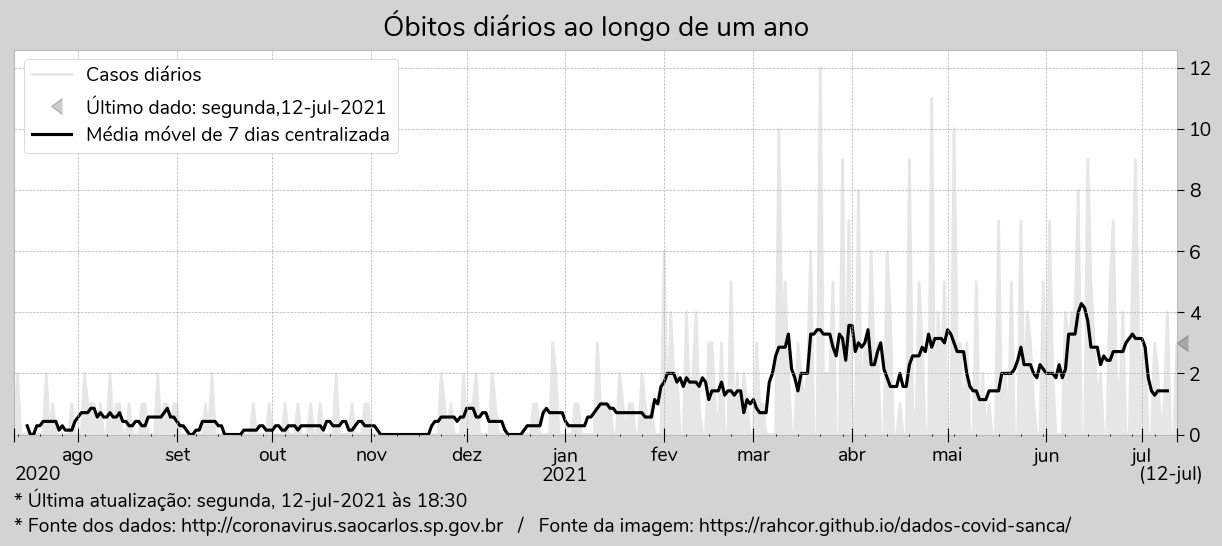 Óbitos diários ao longo de um ano
Casos diários
Último dado: segunda,12-jul-2021
Média móvel de 7 dias centralizada
12
10
8
6
4
2
0
ago set out nov dez jan fev mar abr mai jun jul
2020 2021 (12-jul)
* Última atualização: segunda, 12-jul-2021 às 18:30
* Fonte dos dados: http://coronavirus.saocarlos.sp.gov.br / Fonte da imagem: https://rahcor.github.io/dados-covid-sanca/